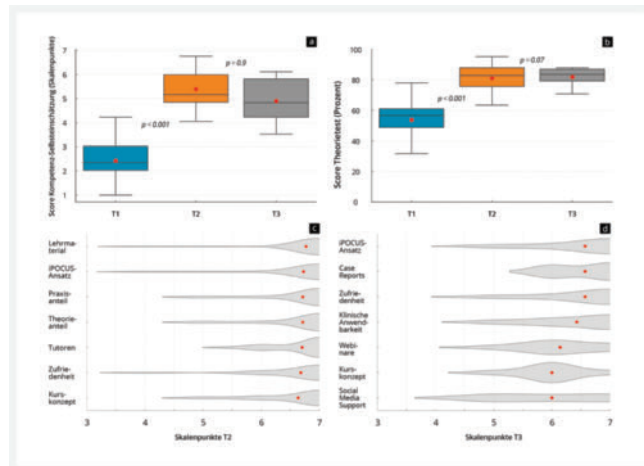 a
Score Kompetenz-Selbsteinschätzung (Skalenpunkte)
7
6
5
4
3
2
1
p < 0.001
p = 0.9
T1
T2
T3
b
Score Theorietest (Prozent)
100
80
60
40
20
0
p < 0.001
p = 0.07
T1
T2
T3
c
Lehrma-
terial
iPOCUS-
Ansatz
Praxis-
anteil
Theorie-
anteil
Tutoren
Zufrie-
denheit
Kurs-
konzept
3
4
5
6
7
Skalenpunkte T2
d
iPOCUS-
Ansatz
Case
Reports
Zufrie-
denheit
Klinische
Anwend-
barkeit
Webi-
nare
Kurs-
konzept
Social
Media
Support
3
4
5
6
7
Skalenpunkte T3